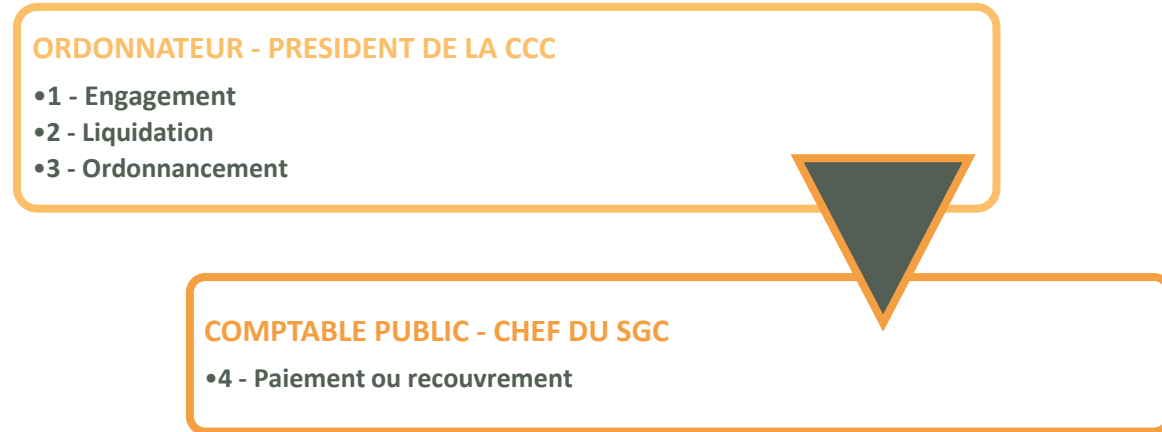 ORDONNATEUR - PRESIDENT DE LA CCC
•1 - Engagement
•2 - Liquidation
•3 - Ordonnancement
COMPTABLE PUBLIC - CHEF DU SGC
•4 - Paiement ou recouvrement